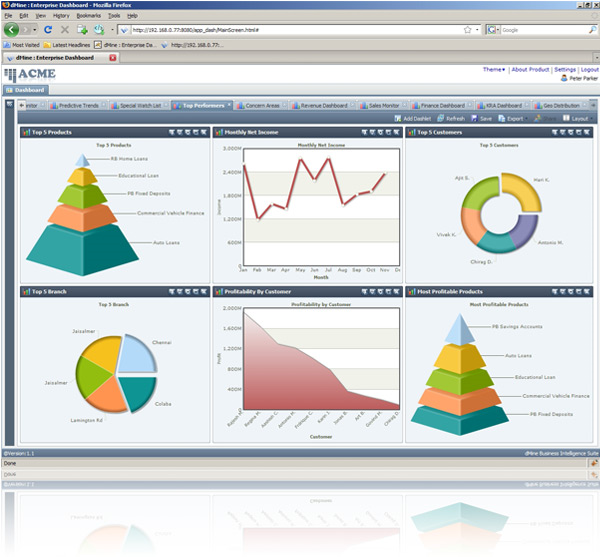 dMine : Enterprise Dashboard - Mozilla Firefox
File Edit View History Bookmarks Tools Help
http://192.168.0.77:8080/app_dash/MainScreen.html#
Google
Most Visited Latest Headlines dMine : Enterprise Da... http://192.168.0.77:...
dMine : Enterprise Dashboard
ACME
Theme About Product Settings Logout
Peter Parker
Dashboard
Predictive Trends Special Watch List Top Performers Concern Areas Revenue Dashboard Sales Monitor Finance Dashboard KRA Dashboard Geo Distribution
Add Dashlet Refresh Save Export Layout
Top 5 Products
Top 5 Products
RB Home Loans
Educational Loan
PB Fixed Deposits
Commercial Vehicle Finance
Auto Loans
Monthly Net Income
Monthly Net Income
3,000M
2,400M
1,800M
1,200M
600M
0M
Income
Jan Feb Mar Apr May Jun Jul Aug Sep Oct Nov D
Month
Top 5 Customers
Top 5 Customers
Ajit S.
Hari K.
Vivek K.
Antonio M.
Chirag D.
Top 5 Branch
Top 5 Branch
Jaisalmer
Chennai
Jaisalmer
Colaba
Lamington Rd
Profitability By Customer
Profitability by Customer
2,000M
1,600M
1,200M
800M
400M
0M
Profit
Customer
Most Profitable Products
Most Profitable Products
PB Savings Accounts
Auto Loans
Educational Loan
Commercial Vehicle Finance
PB Fixed Deposits
@Version:1.1
dMine Business Intelligence Suite
Done